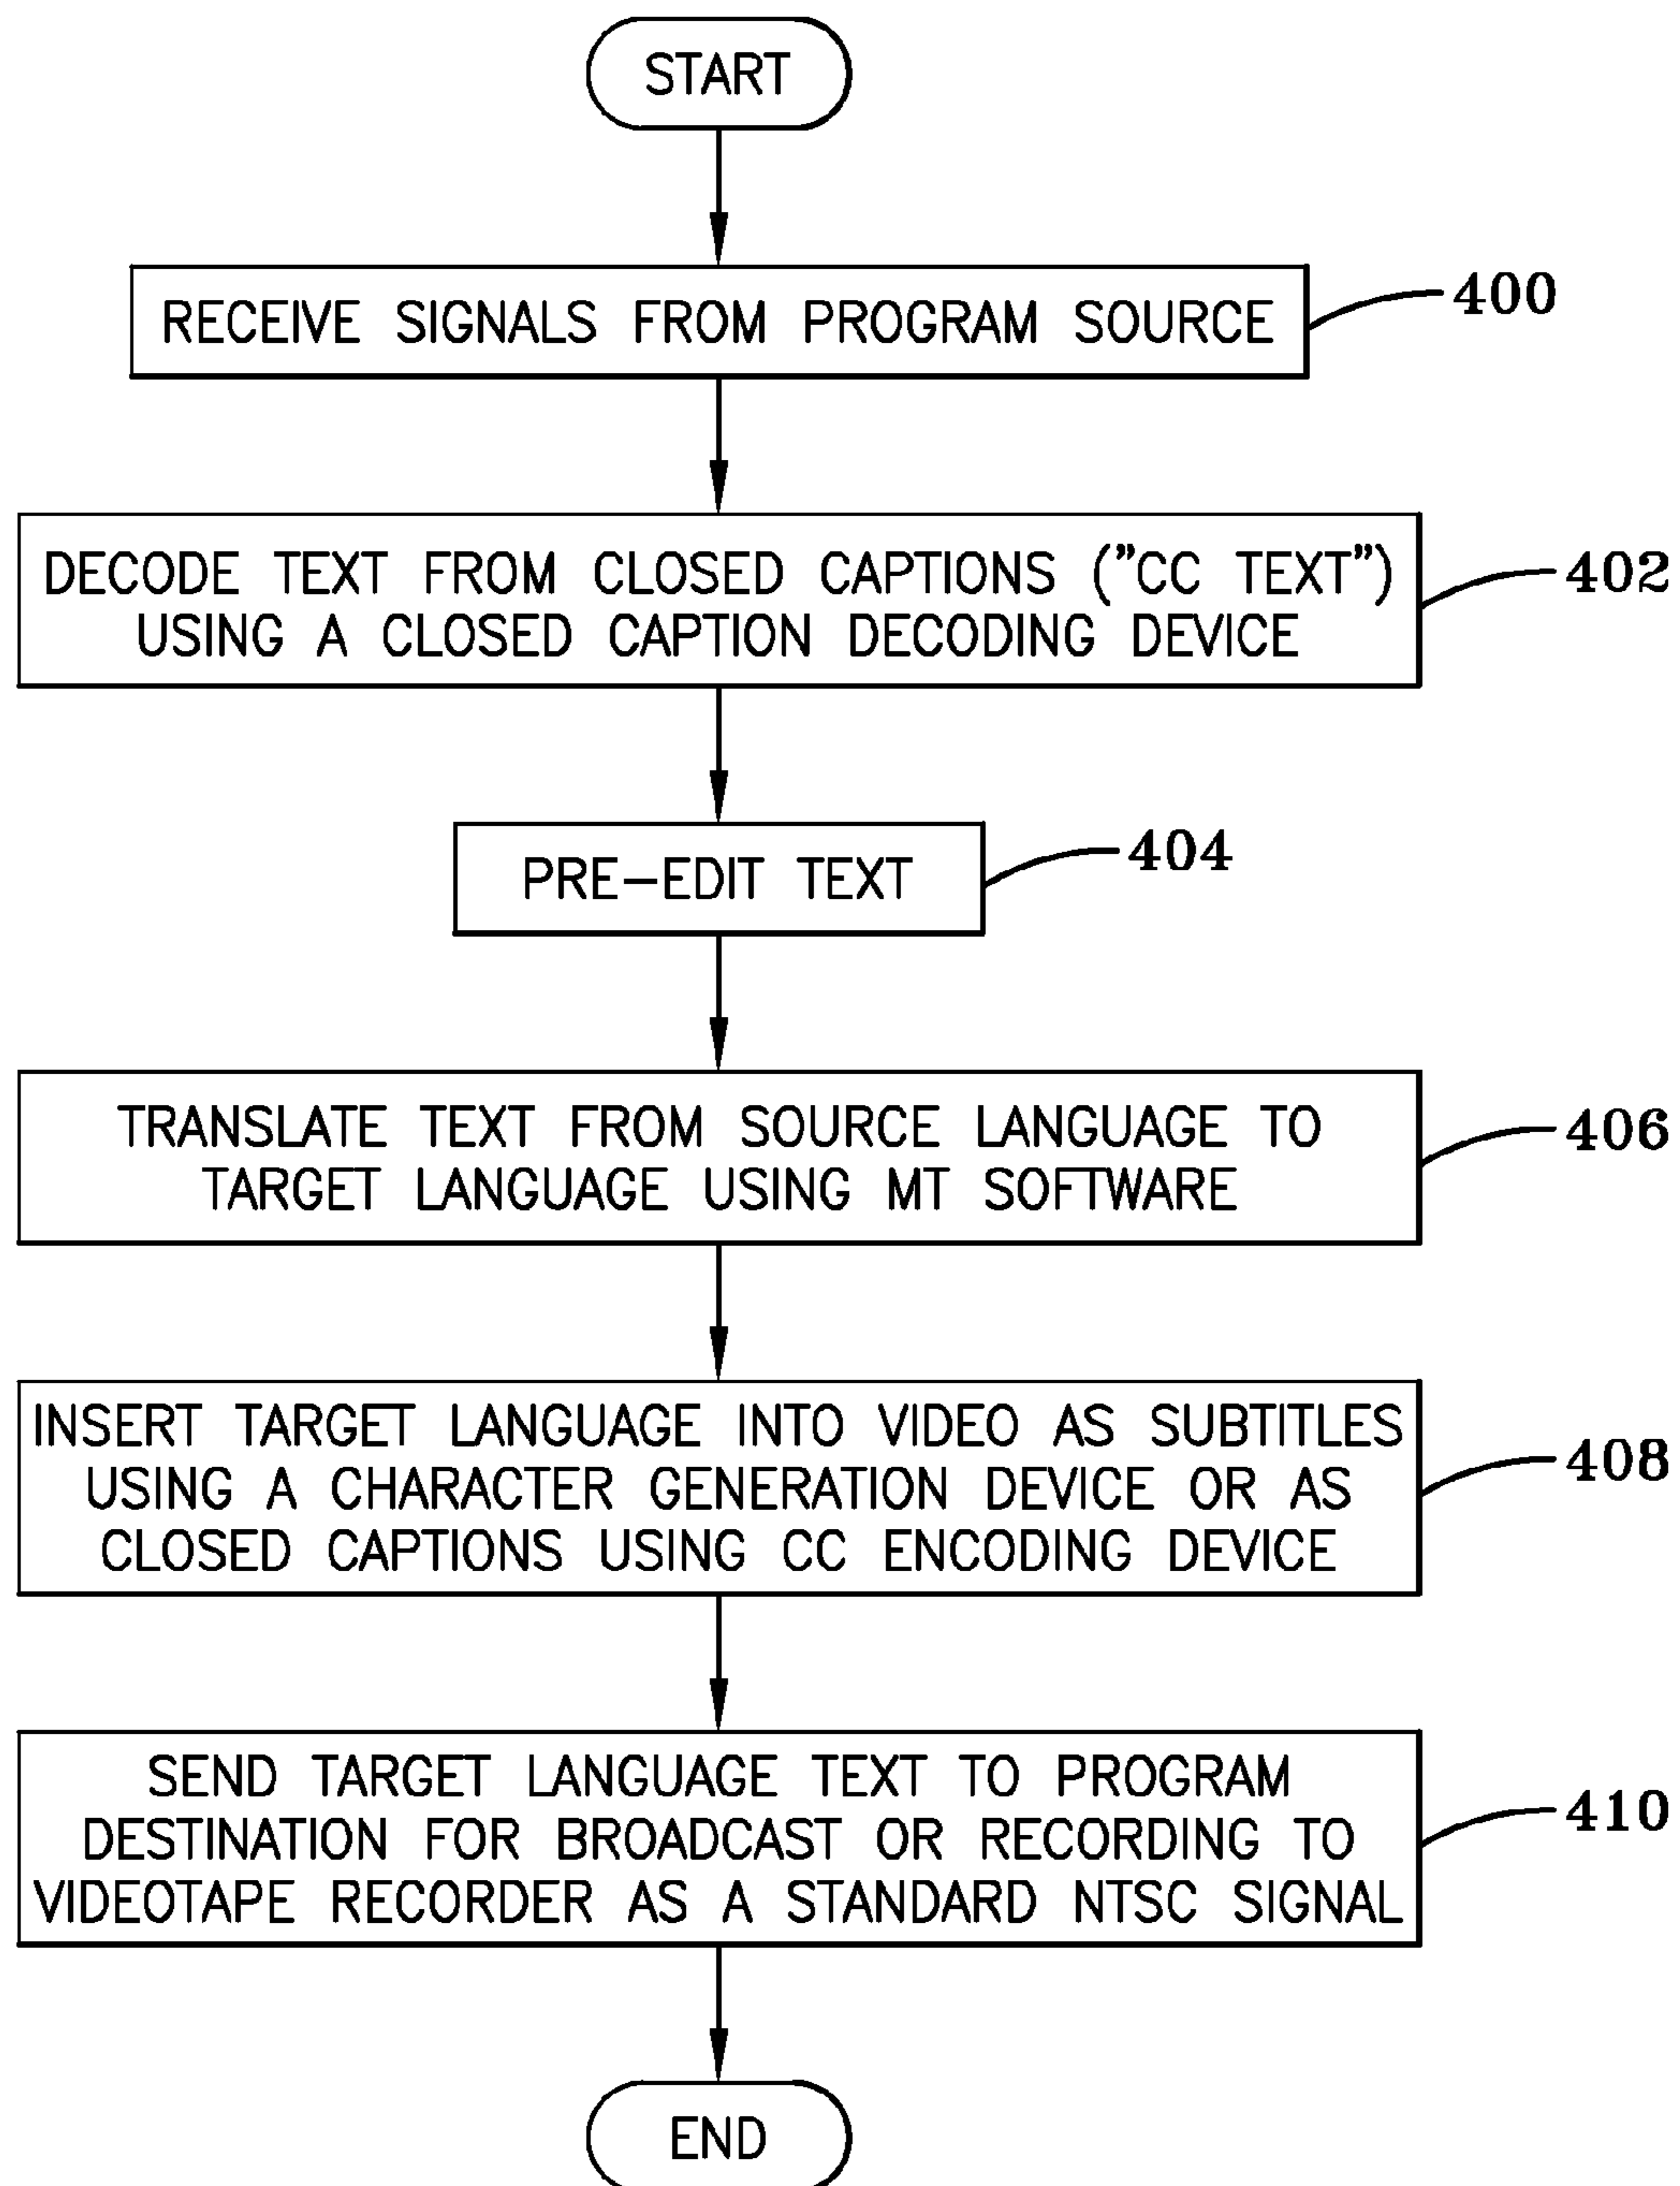 START
RECEIVE SIGNALS FROM PROGRAM SOURCE
400
DECODE TEXT FROM CLOSED CAPTIONS ("CC TEXT")
USING A CLOSED CAPTION DECODING DEVICE
402
PRE-EDIT TEXT
404
TRANSLATE TEXT FROM SOURCE LANGUAGE TO
TARGET LANGUAGE USING MT SOFTWARE
406
INSERT TARGET LANGUAGE INTO VIDEO AS SUBTITLES
USING A CHARACTER GENERATION DEVICE OR AS
CLOSED CAPTIONS USING CC ENCODING DEVICE
408
SEND TARGET LANGUAGE TEXT TO PROGRAM
DESTINATION FOR BROADCAST OR RECORDING TO
VIDEOTAPE RECORDER AS A STANDARD NTSC SIGNAL
410
END